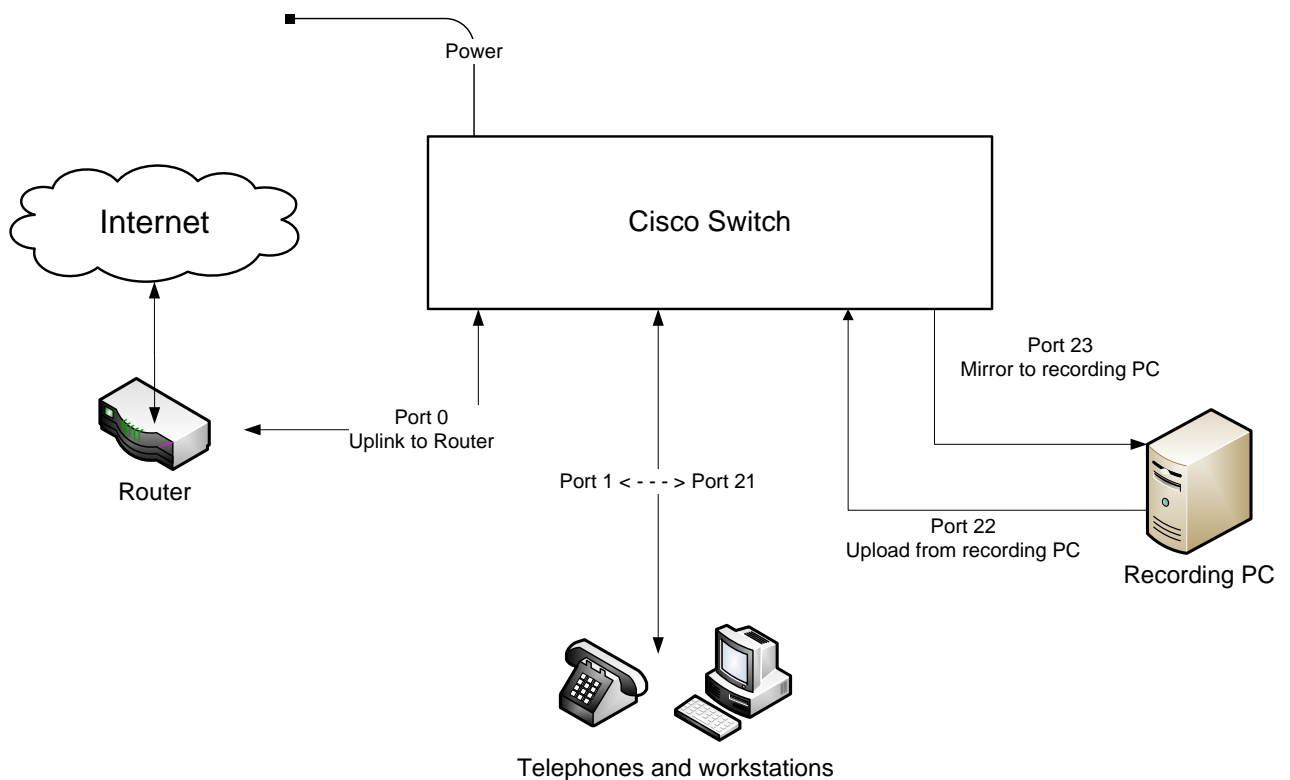 Power
Internet
Cisco Switch
Port 23
Mirror to recording PC
Port 0
Uplink to Router
Router
Port 1 < - - - > Port 21
Port 22
Upload from recording PC
Recording PC
Telephones and workstations